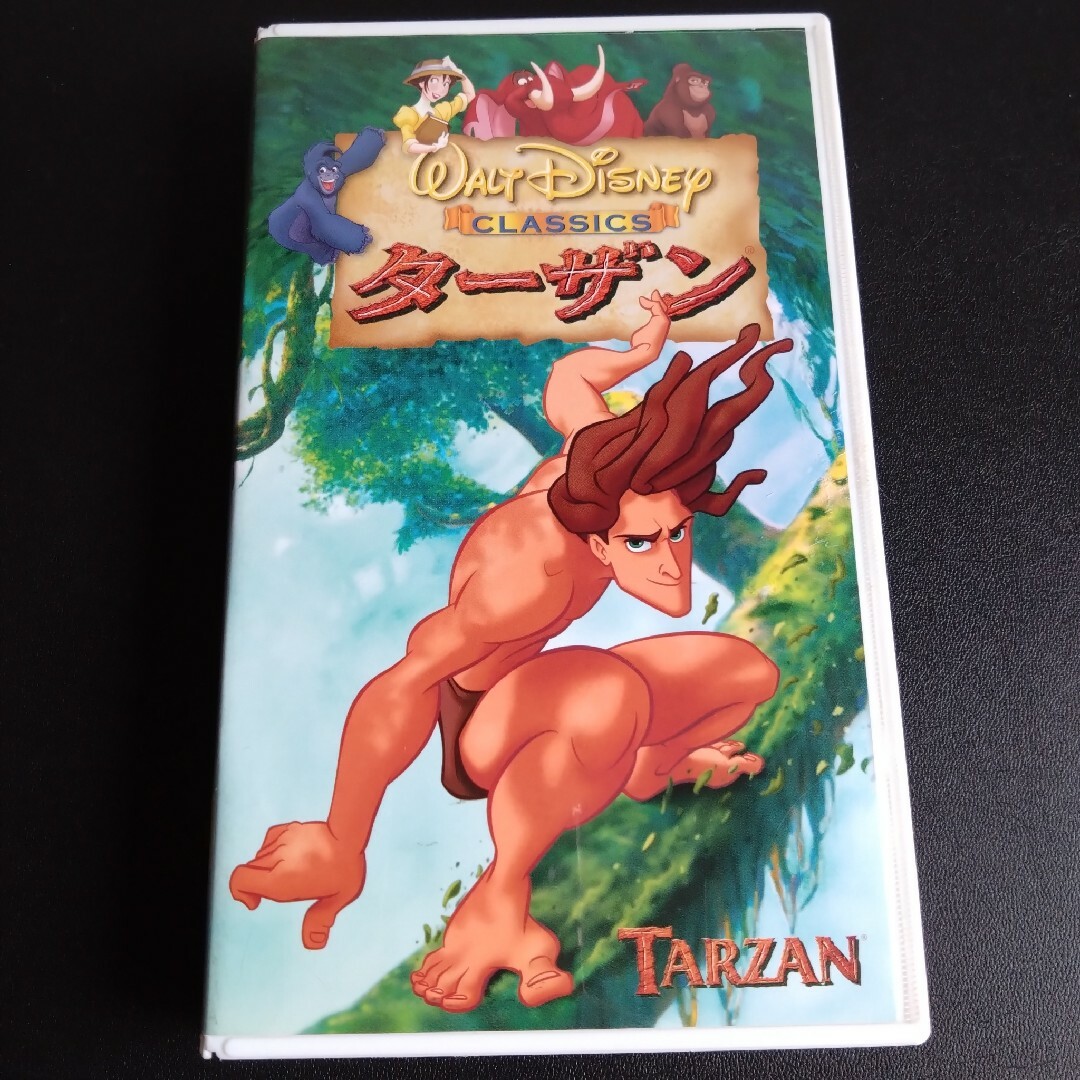 WALT DISNEY
CLASSICS
ターザン®
TARZAN®